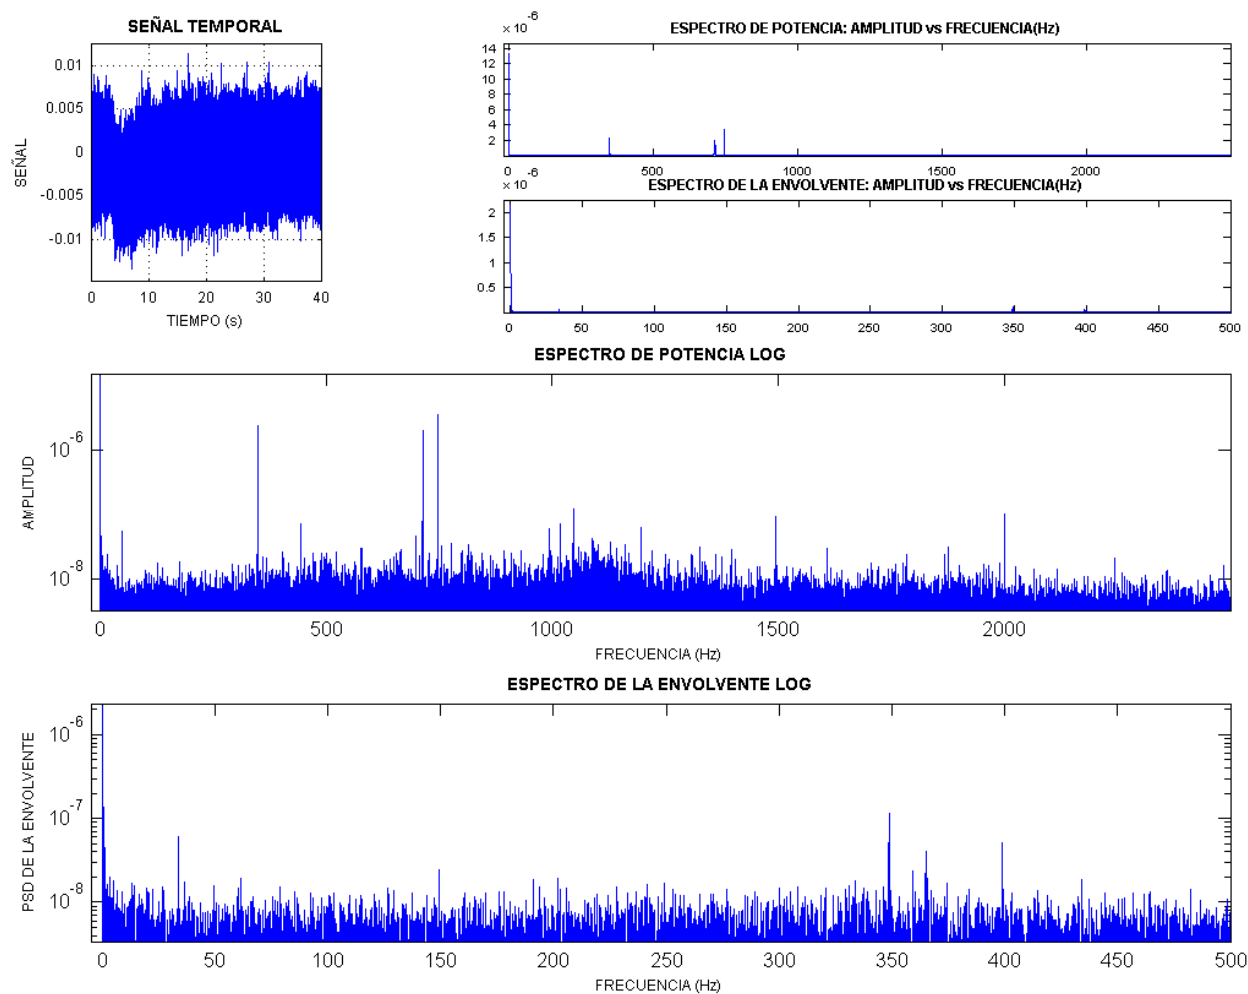 SEÑAL TEMPORAL
0.01
0.005
0
-0.005
-0.01
SEÑAL
0 10 20 30 40
TIEMPO (s)
ESPECTRO DE POTENCIA: AMPLITUD vs FRECUENCIA(Hz)
x 10^-6
14
12
10
8
6
4
2
500 1000 1500 2000
ESPECTRO DE LA ENVOLVENTE: AMPLITUD vs FRECUENCIA(Hz)
x 10^-6
2
1.5
1
0.5
0 50 100 150 200 250 300 350 400 450 500
ESPECTRO DE POTENCIA LOG
AMPLITUD
10^-6
10^-8
0 500 1000 1500 2000
FRECUENCIA (Hz)
ESPECTRO DE LA ENVOLVENTE LOG
PSD DE LA ENVOLVENTE
10^-6
10^-7
10^-8
0 50 100 150 200 250 300 350 400 450 500
FRECUENCIA (Hz)